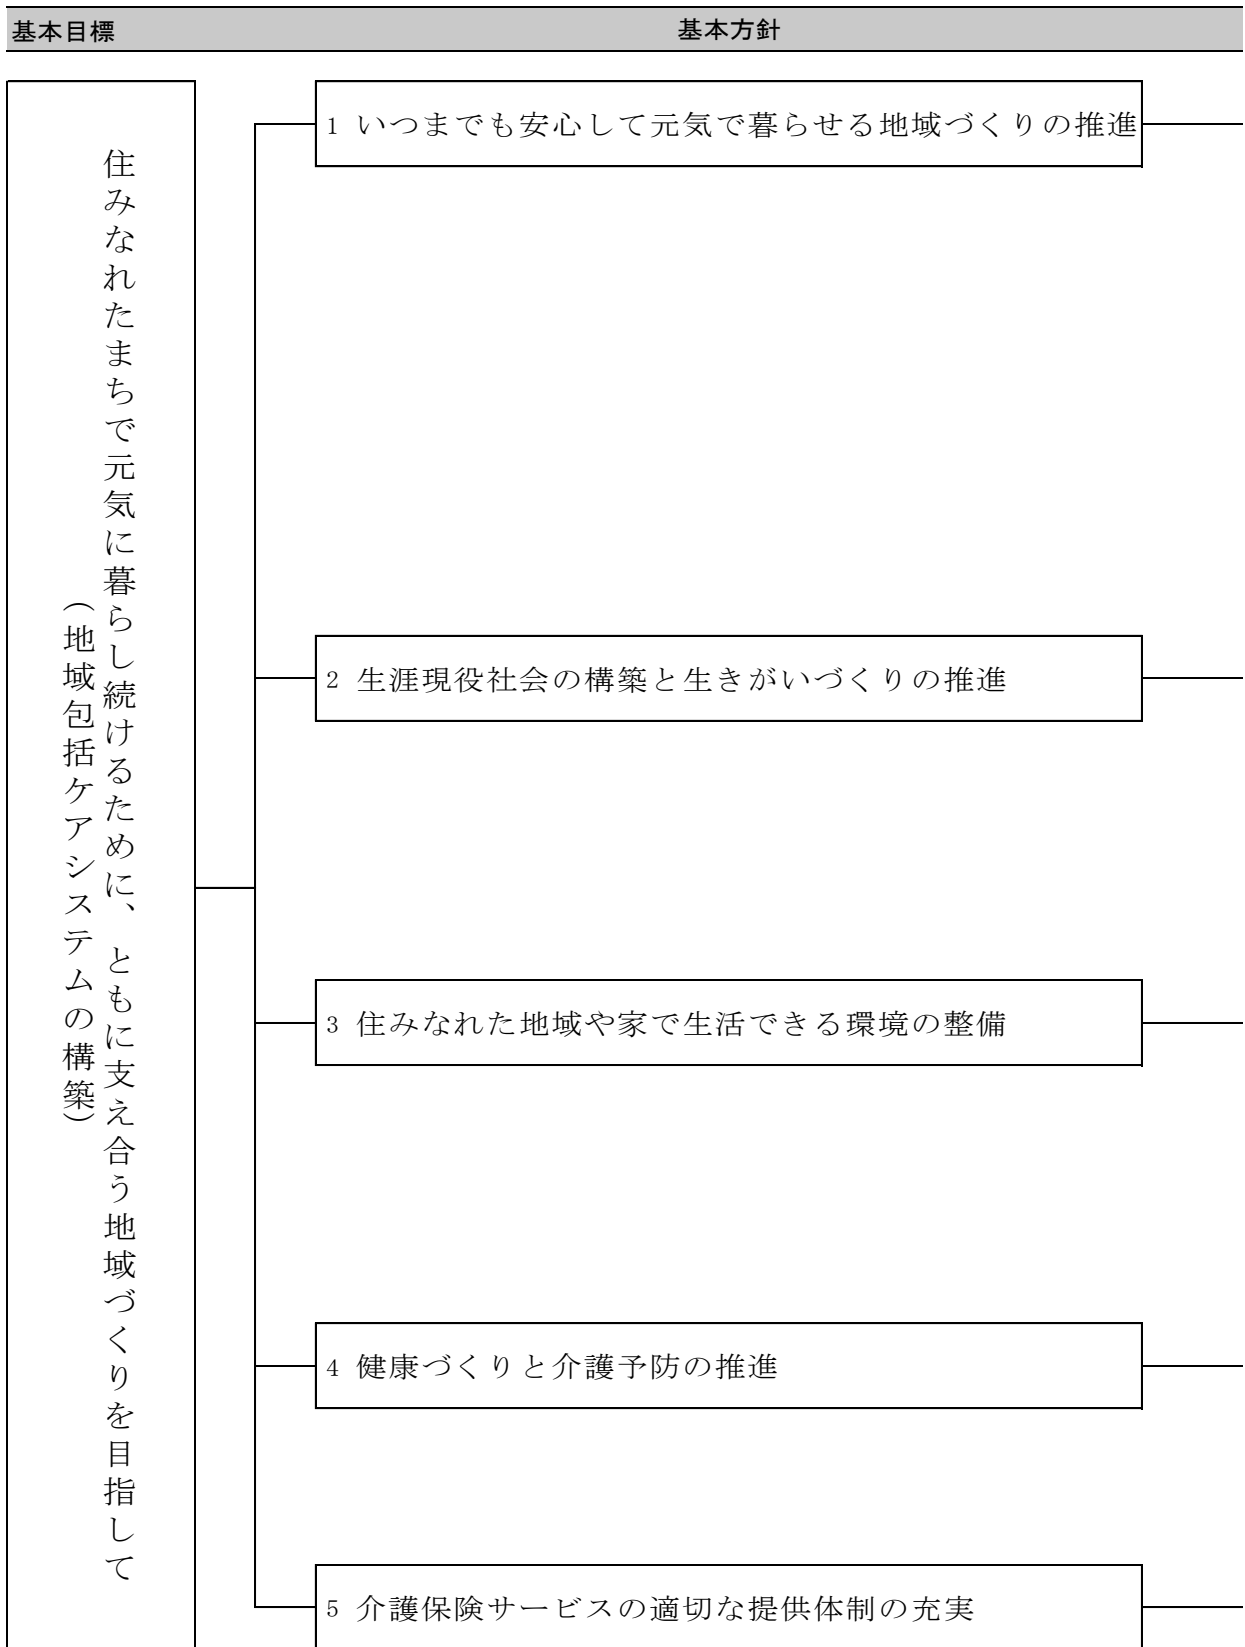 基本目標
基本方針
住みなれたまちで元気に暮らし続けるために、ともに支え合う地域づくりを目指して
（地域包括ケアシステムの構築）
1 いつまでも安心して元気で暮らせる地域づくりの推進
2 生涯現役社会の構築と生きがいづくりの推進
3 住みなれた地域や家で生活できる環境の整備
4 健康づくりと介護予防の推進
5 介護保険サービスの適切な提供体制の充実